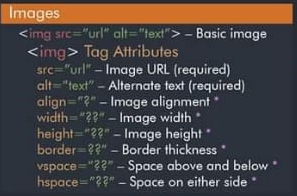 Images
<img src="url" alt="text"> – Basic image
<img> Tag Attributes
src="url" – Image URL (required)
alt="text" – Alternate text (required)
align="?" – Image alignment *
width="??" – Image width *
height="??" – Image height *
border="??" – Border thickness *
vspace="??" – Space above and below *
hspace="??" – Space on either side *